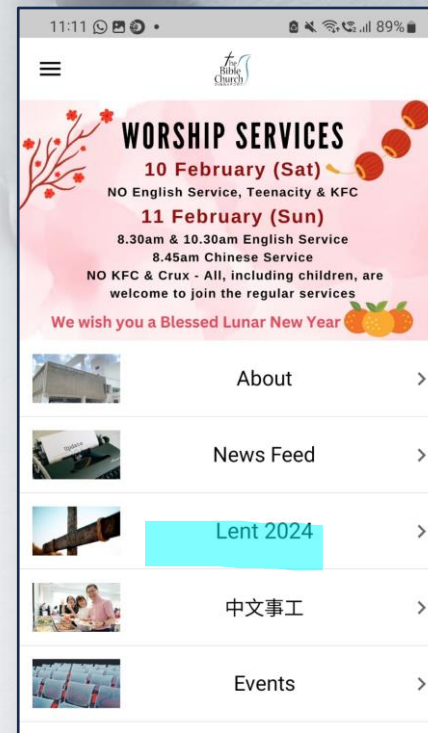 11:11 89%
The
Bible
Church
WORSHIP SERVICES
10 February (Sat)
NO English Service, Teenacity & KFC
11 February (Sun)
8.30am & 10.30am English Service
8.45am Chinese Service
NO KFC & Crux - All, including children, are
welcome to join the regular services
We wish you a Blessed Lunar New Year
About
Update
News Feed
Lent 2024
中文事工
Events